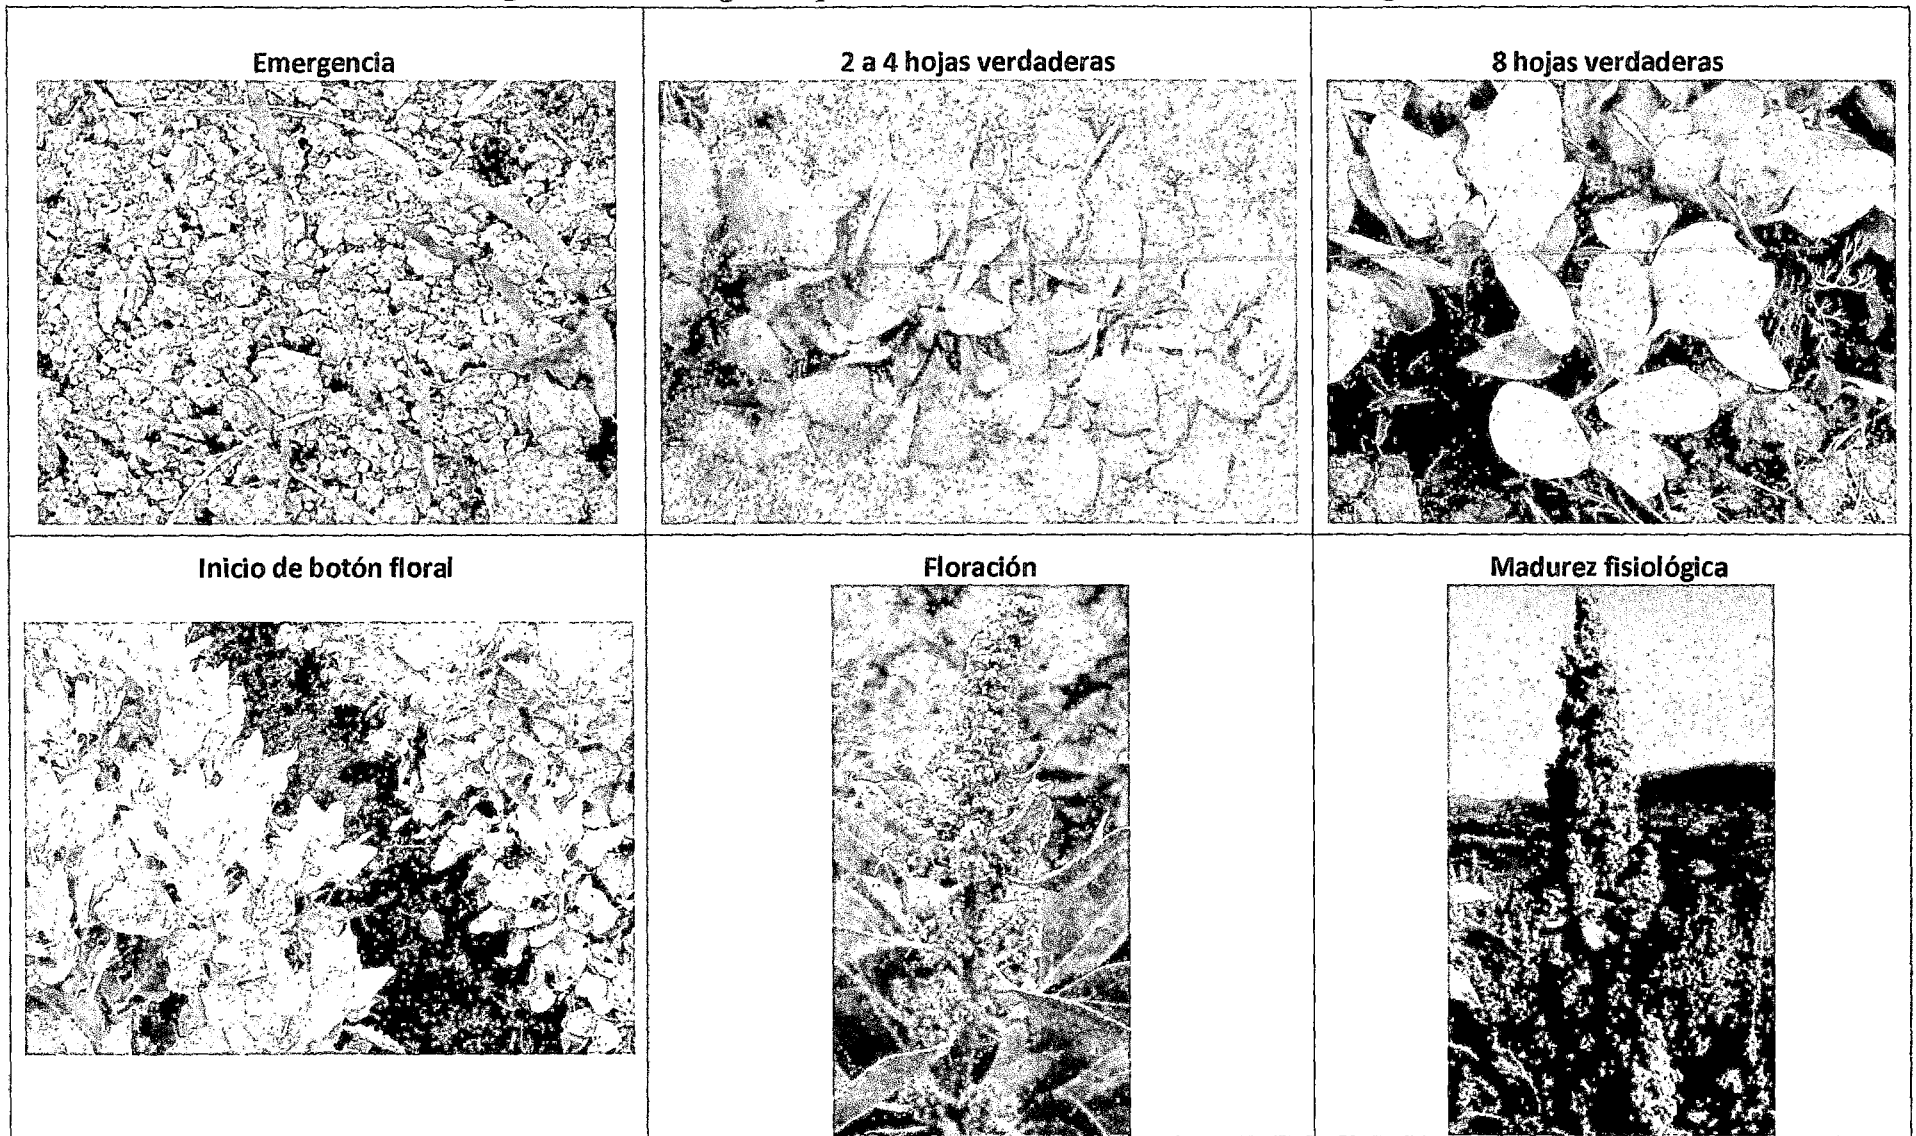 Emergencia
2 a 4 hojas verdaderas
8 hojas verdaderas
Inicio de botón floral
Floración
Madurez fisiológica